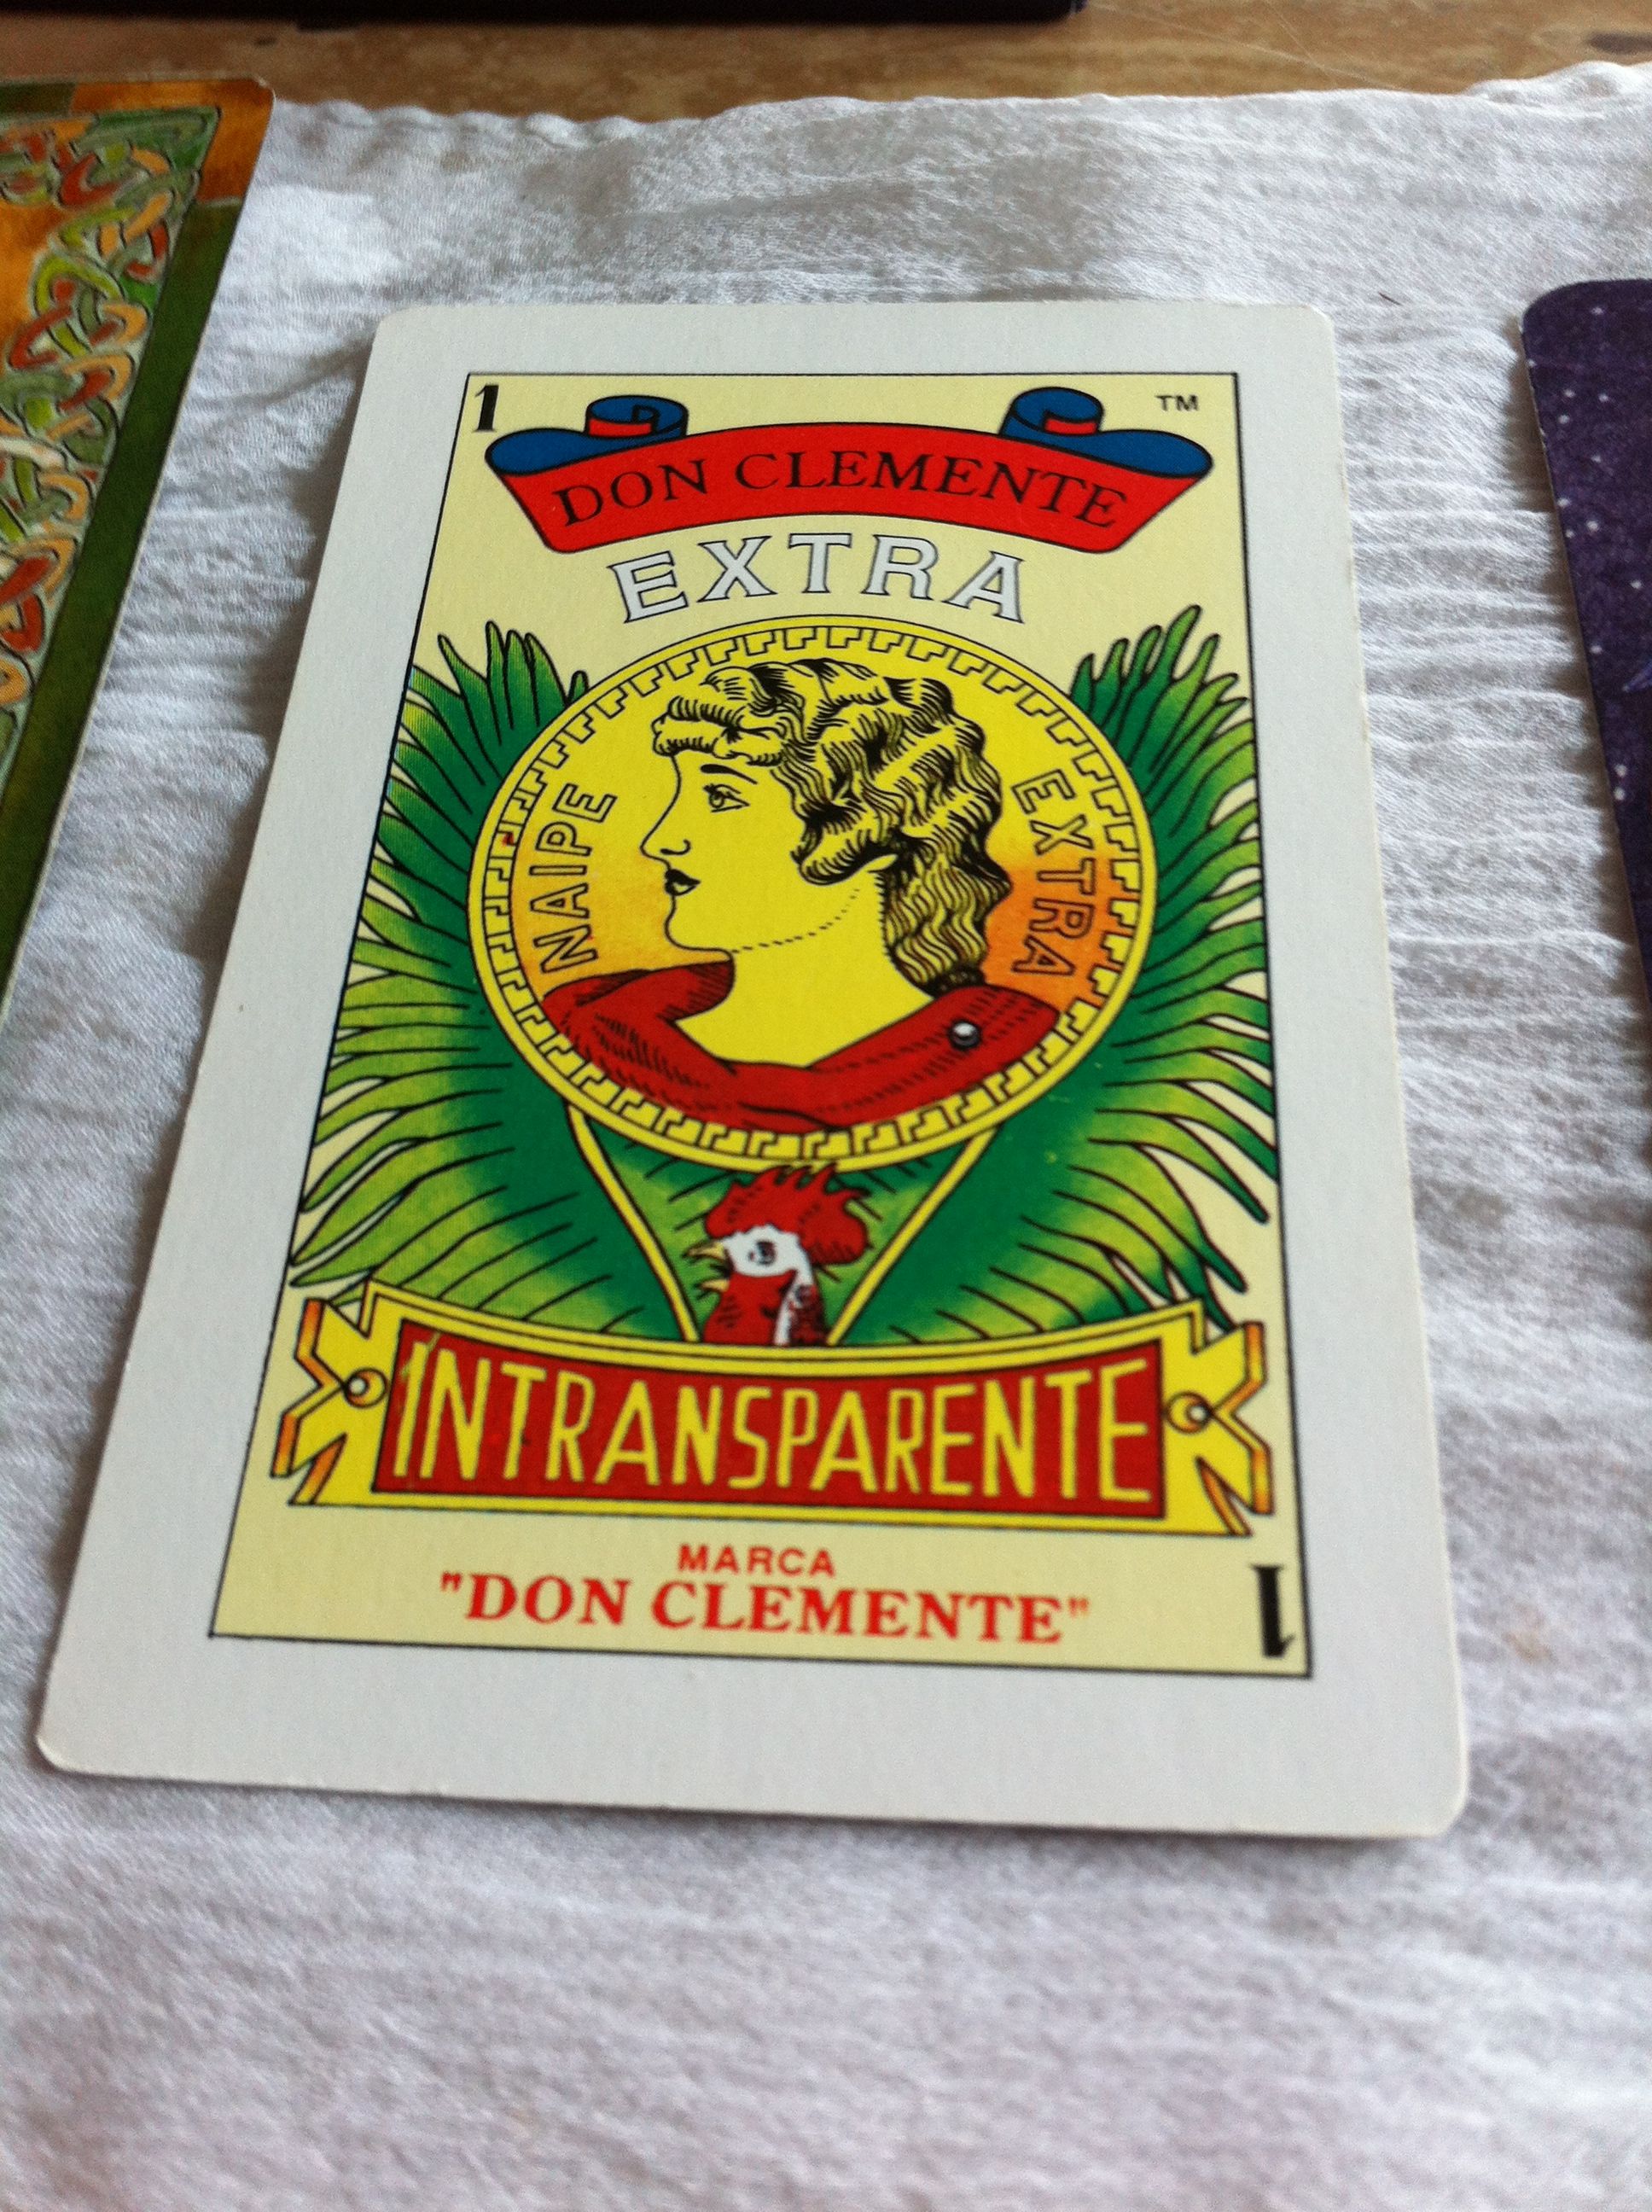 1
TM
DON CLEMENTE
EXTRA
NAIPE
EXTRA
INTRANSPARENTE
MARCA
"DON CLEMENTE"
1